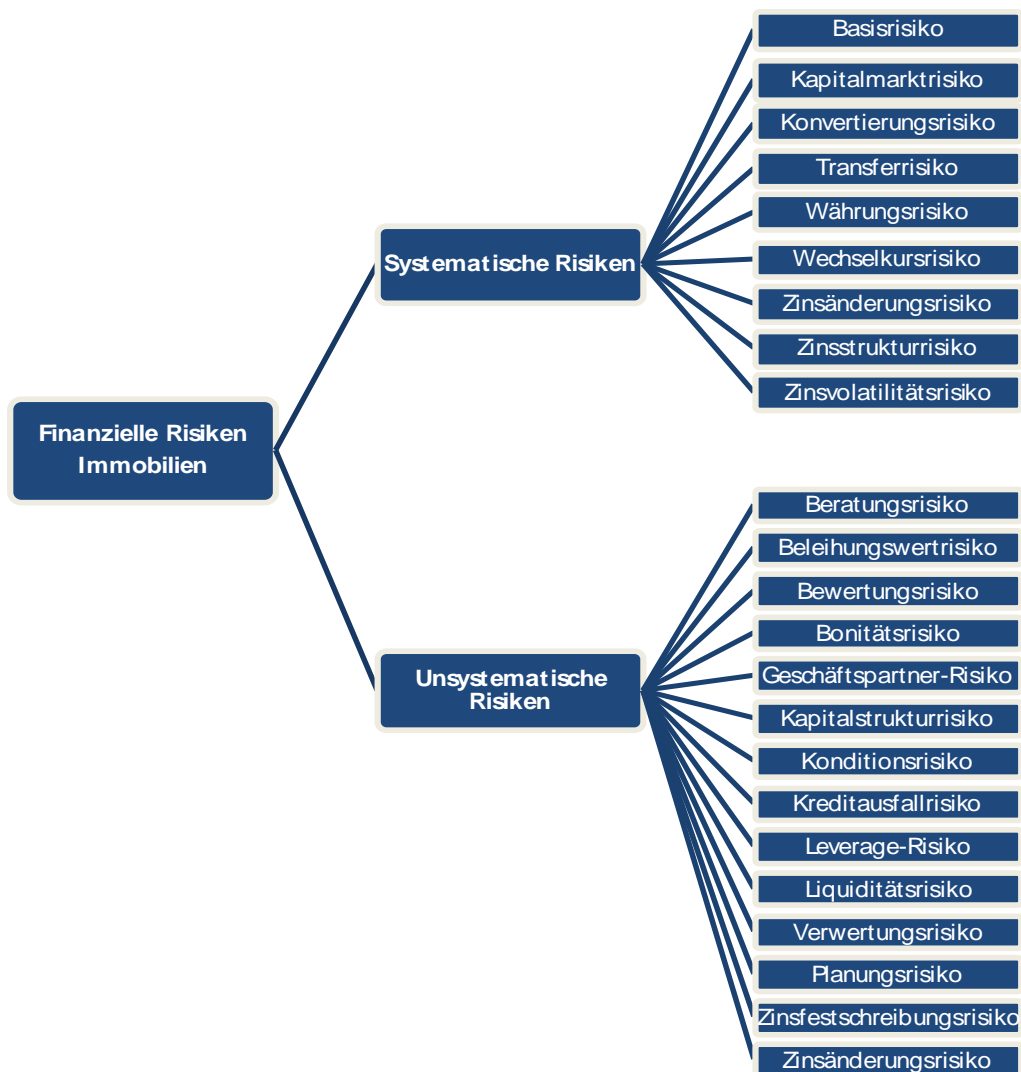 Finanzielle Risiken
Immobilien
Systematische Risiken
Basisrisiko
Kapitalmarktrisiko
Konvertierungsrisiko
Transferrisiko
Währungsrisiko
Wechselkursrisiko
Zinsänderungsrisiko
Zinsstrukturrisiko
Zinsvolatilitätsrisiko
Unsystematische
Risiken
Beratungsrisiko
Beleihungswertrisiko
Bewertungsrisiko
Bonitätsrisiko
Geschäftspartner-Risiko
Kapitalstrukturrisiko
Konditionsrisiko
Kreditausfallrisiko
Leverage-Risiko
Liquiditätsrisiko
Verwertungsrisiko
Planungsrisiko
Zinsfestschreibungsrisiko
Zinsänderungsrisiko